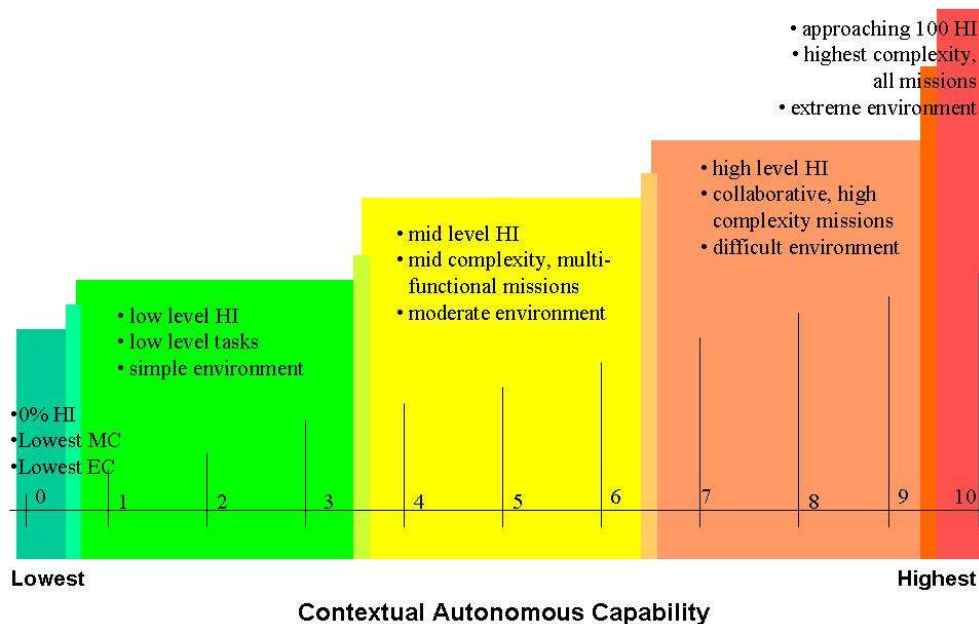 • approaching 100 HI
• highest complexity,
all missions
• extreme environment
• high level HI
• collaborative, high
complexity missions
• difficult environment
• mid level HI
• mid complexity, multi-
functional missions
• moderate environment
• low level HI
• low level tasks
• simple environment
•0% HI
•Lowest MC
•Lowest EC
0 1 2 3 4 5 6 7 8 9 10
Lowest Highest
Contextual Autonomous Capability